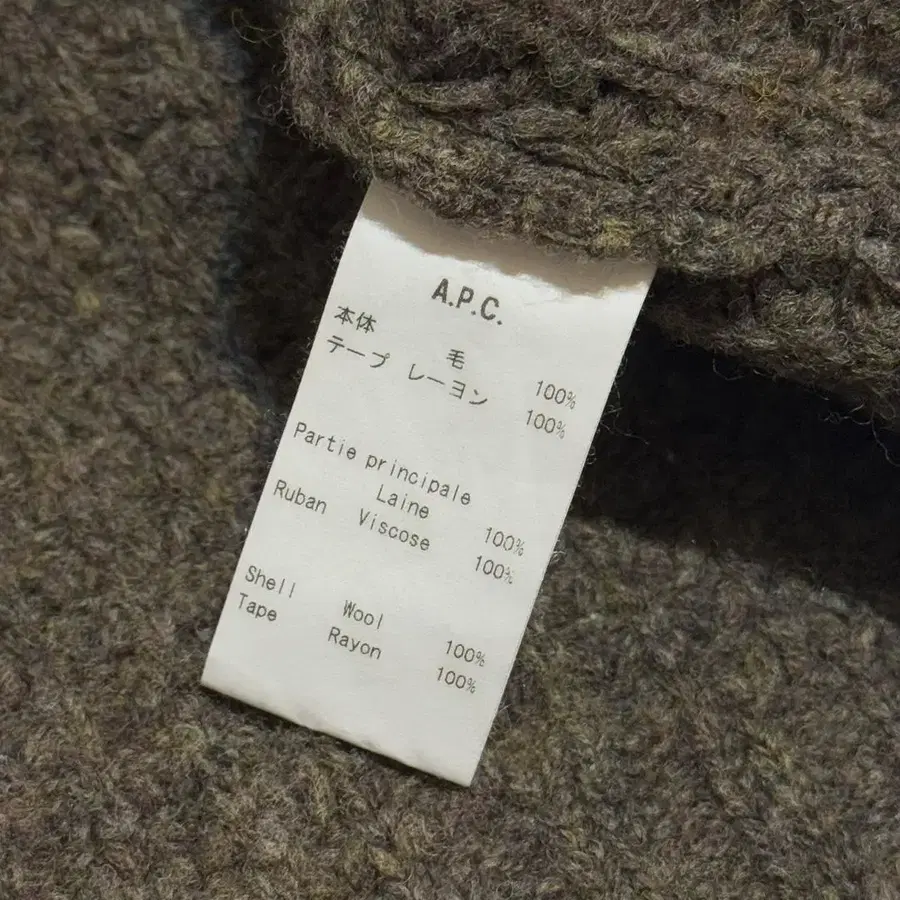 A.P.C.
本体 毛 100%
テープ レーヨン 100%
Partie principale
Laine 100%
Ruban Viscose 100%
Shell Wool 100%
Tape Rayon 100%